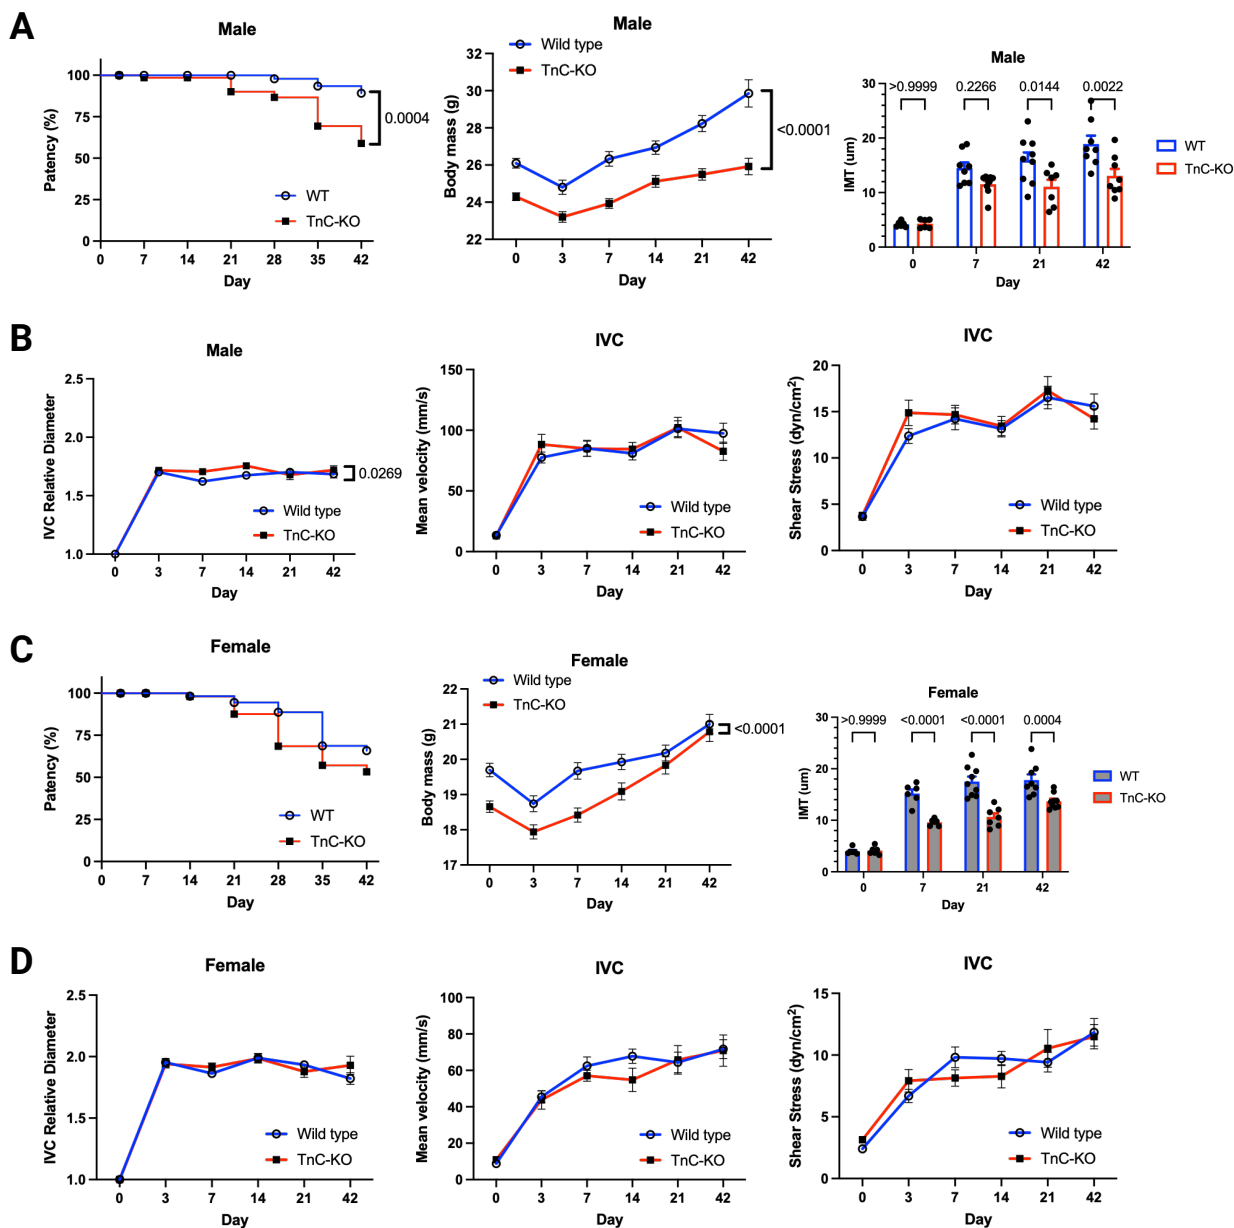 A
Male
Patency (%)
100
75
50
25
0
0 7 14 21 28 35 42
Day
WT
TnC-KO
0.0004
Male
Wild type
TnC-KO
Body mass (g)
32
30
28
26
24
22
0 3 7 14 21 42
Day
<0.0001
Male
IMT (um)
30
20
10
0
>0.9999 0.2266 0.0144 0.0022
0 7 21 42
Day
WT
TnC-KO
B
Male
IVC Relative Diameter
2.5
2.0
1.5
1.0
0 3 7 14 21 42
Day
Wild type
TnC-KO
0.0269
IVC
Mean velocity (mm/s)
150
100
50
0
0 3 7 14 21 42
Day
Wild type
TnC-KO
IVC
Shear Stress (dyn/cm²)
20
15
10
5
0
0 3 7 14 21 42
Day
Wild type
TnC-KO
C
Female
Patency (%)
100
75
50
25
0
0 7 14 21 28 35 42
Day
WT
TnC-KO
Female
Wild type
TnC-KO
Body mass (g)
22
21
20
19
18
17
0 3 7 14 21 42
Day
<0.0001
Female
IMT (um)
30
20
10
0
>0.9999 <0.0001 <0.0001 0.0004
0 7 21 42
Day
WT
TnC-KO
D
Female
IVC Relative Diameter
2.5
2.0
1.5
1.0
0 3 7 14 21 42
Day
Wild type
TnC-KO
IVC
Mean velocity (mm/s)
100
80
60
40
20
0
0 3 7 14 21 42
Day
Wild type
TnC-KO
IVC
Shear Stress (dyn/cm²)
15
10
5
0
0 3 7 14 21 42
Day
Wild type
TnC-KO